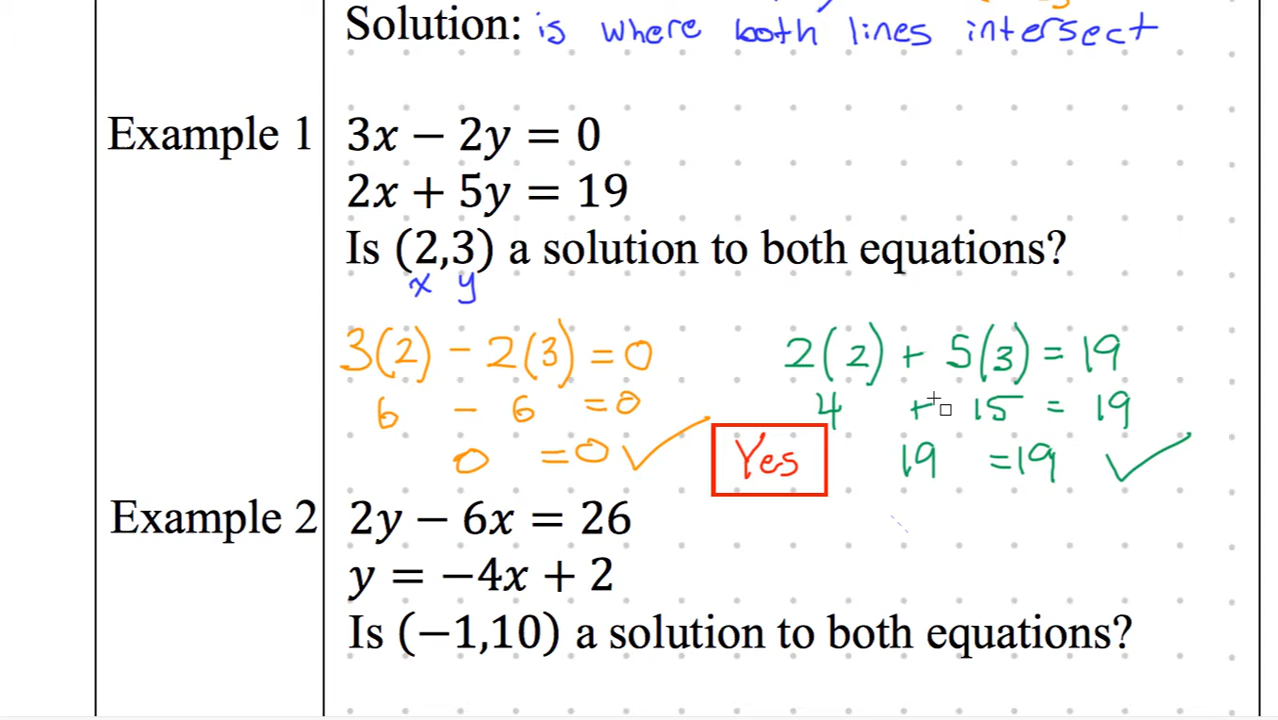 Solution: is where both lines intersect
Example 1
3x − 2y = 0
2x + 5y = 19
Is (2,3) a solution to both equations?
x y
3(2) − 2(3) = 0
6 − 6 = 0
0 = 0 ✓
2(2) + 5(3) = 19
4 + 15 = 19
19 = 19 ✓
Yes
Example 2
2y − 6x = 26
y = −4x + 2
Is (−1,10) a solution to both equations?